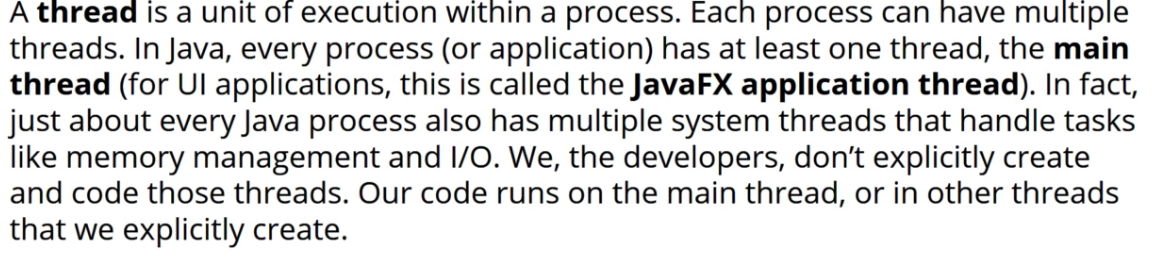 A thread is a unit of execution within a process. Each process can have multiple
threads. In Java, every process (or application) has at least one thread, the main
thread (for UI applications, this is called the JavaFX application thread). In fact,
just about every Java process also has multiple system threads that handle tasks
like memory management and I/O. We, the developers, don’t explicitly create
and code those threads. Our code runs on the main thread, or in other threads
that we explicitly create.